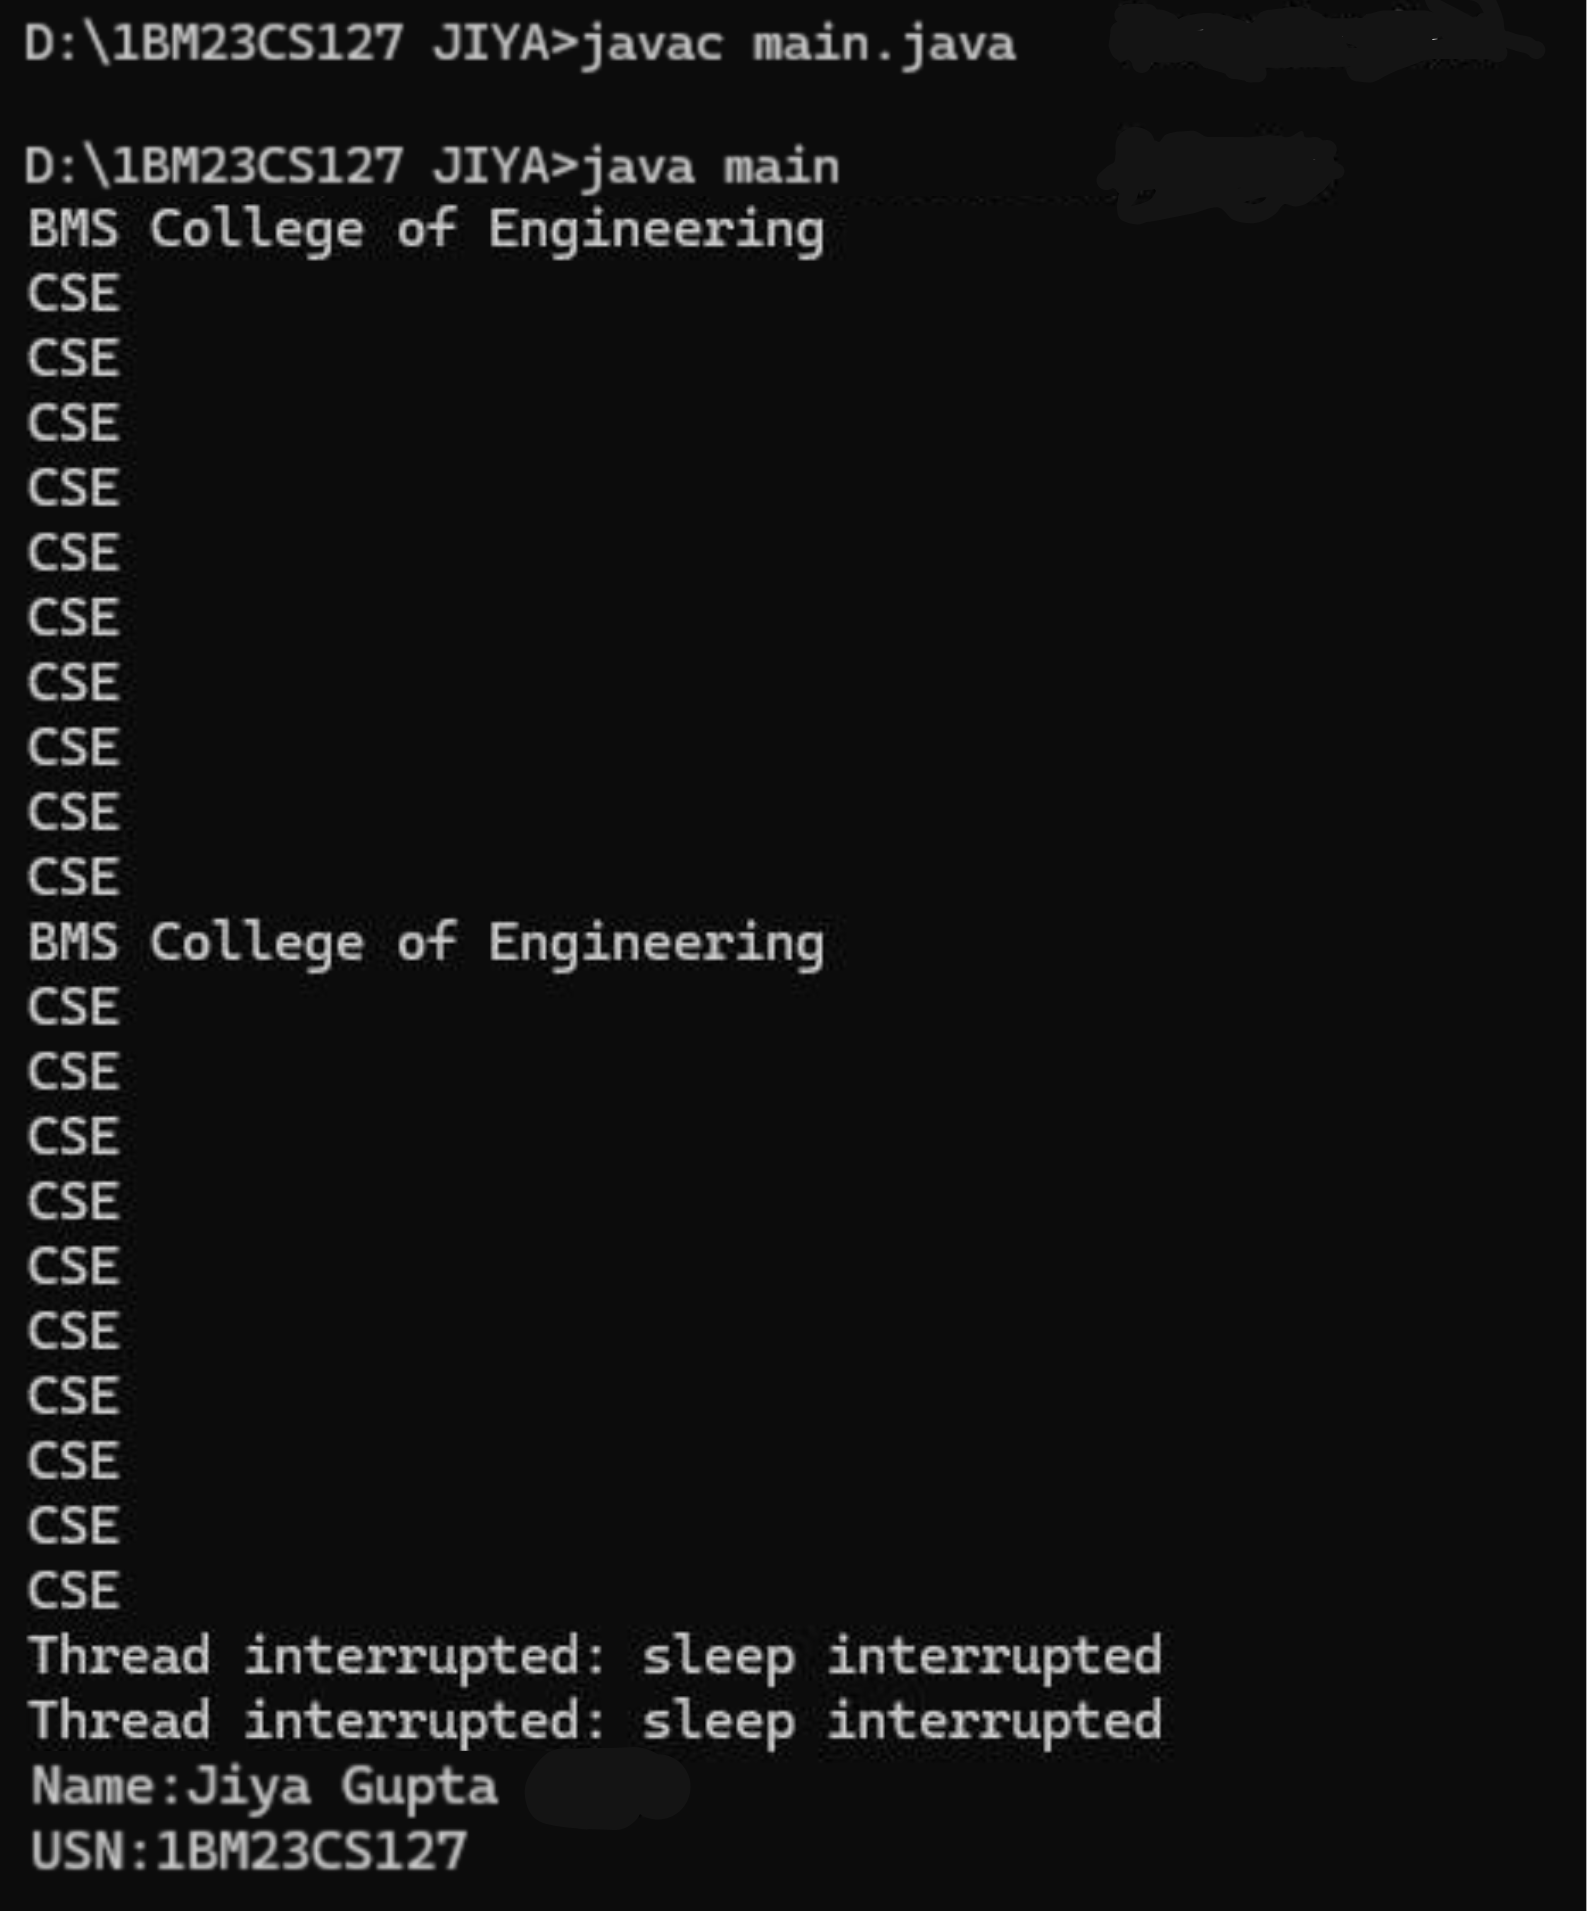 D:\1BM23CS127 JIYA>javac main.java
D:\1BM23CS127 JIYA>java main
BMS College of Engineering
CSE
CSE
CSE
CSE
CSE
CSE
CSE
CSE
CSE
CSE
BMS College of Engineering
CSE
CSE
CSE
CSE
CSE
CSE
CSE
CSE
CSE
CSE
Thread interrupted: sleep interrupted
Thread interrupted: sleep interrupted
Name:Jiya Gupta
USN:1BM23CS127